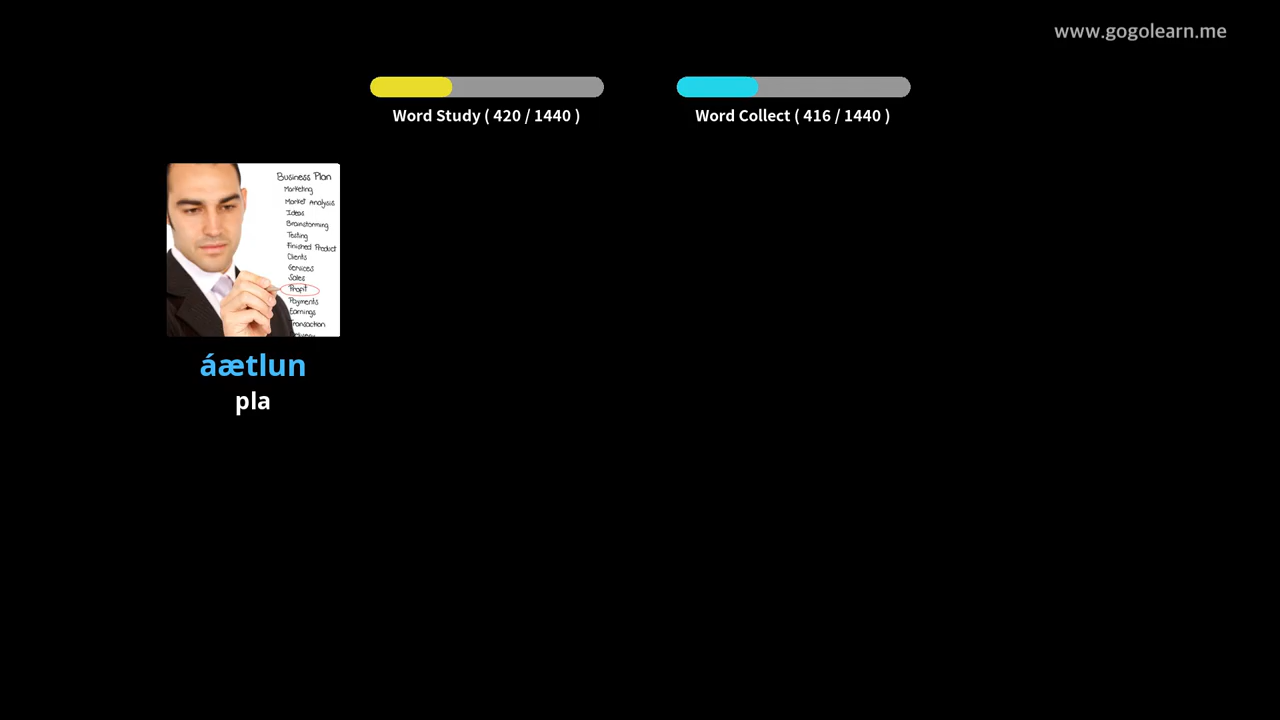 www.gogolearn.me
Word Study ( 420 / 1440 )
Word Collect ( 416 / 1440 )
Business Plan
Marketing
Market Analysis
Ideas
Brainstorming
Testing
Finished Product
Clients
Services
Sales
Profit
Payments
Earnings
Transaction
áætlun
pla